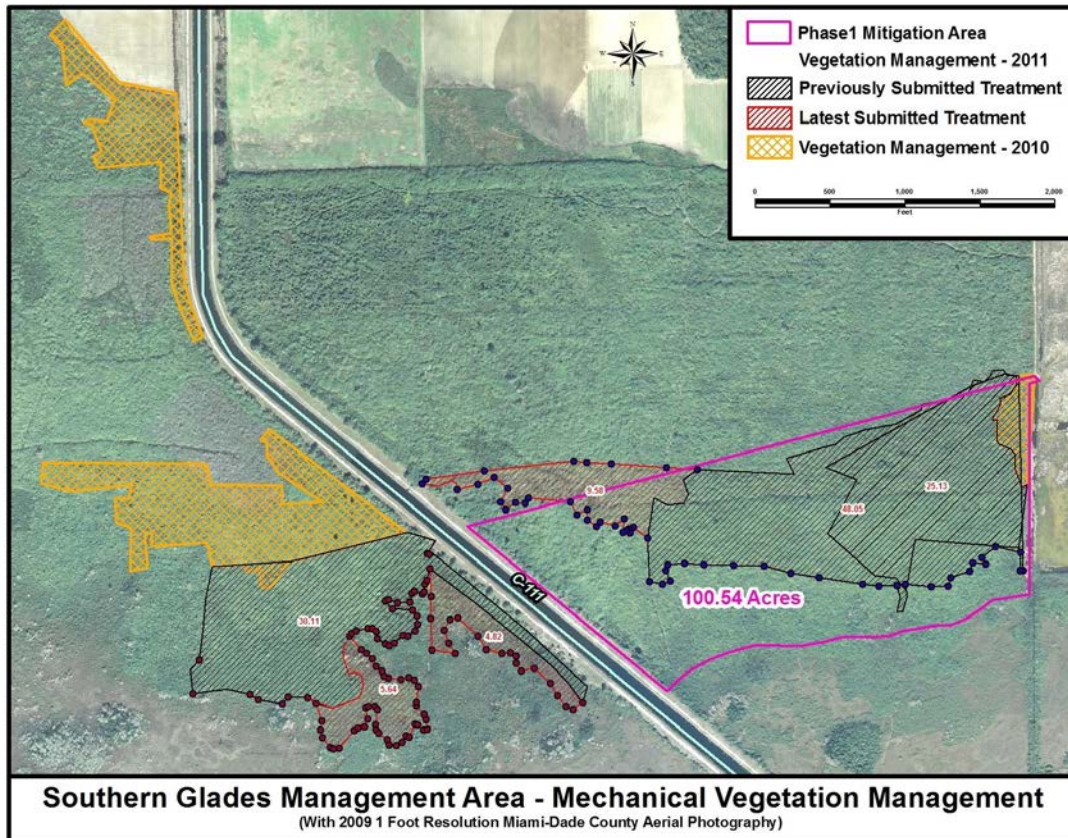 Phase1 Mitigation Area
Vegetation Management - 2011
Previously Submitted Treatment
Latest Submitted Treatment
Vegetation Management - 2010
N
W
E
S
0 500 1,000 1,500 2,000
Feet
9.58
25.13
48.05
C-111
100.54 Acres
30.11
4.82
5.64
Southern Glades Management Area - Mechanical Vegetation Management
(With 2009 1 Foot Resolution Miami-Dade County Aerial Photography)